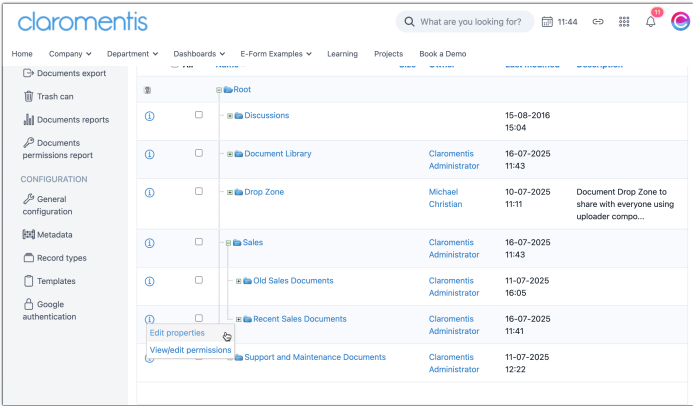 claromentis
What are you looking for?
11:44
11
Home Company Department Dashboards E-Form Examples Learning Projects Book a Demo
Documents export
Trash can
Documents reports
Documents
permissions report
CONFIGURATION
General
configuration
Metadata
Record types
Templates
Google
authentication
Root
Discussions 15-08-2016
15:04
Document Library Claromentis 16-07-2025
Administrator 11:43
Drop Zone Michael 10-07-2025 Document Drop Zone to
Christian 11:11 share with everyone using
uploader compo...
Sales Claromentis 16-07-2025
Administrator 11:43
Old Sales Documents Claromentis 11-07-2025
Administrator 16:05
Recent Sales Documents Claromentis 16-07-2025
Administrator 11:41
Edit properties
View/edit permissions
Support and Maintenance Documents Claromentis 11-07-2025
Administrator 12:22